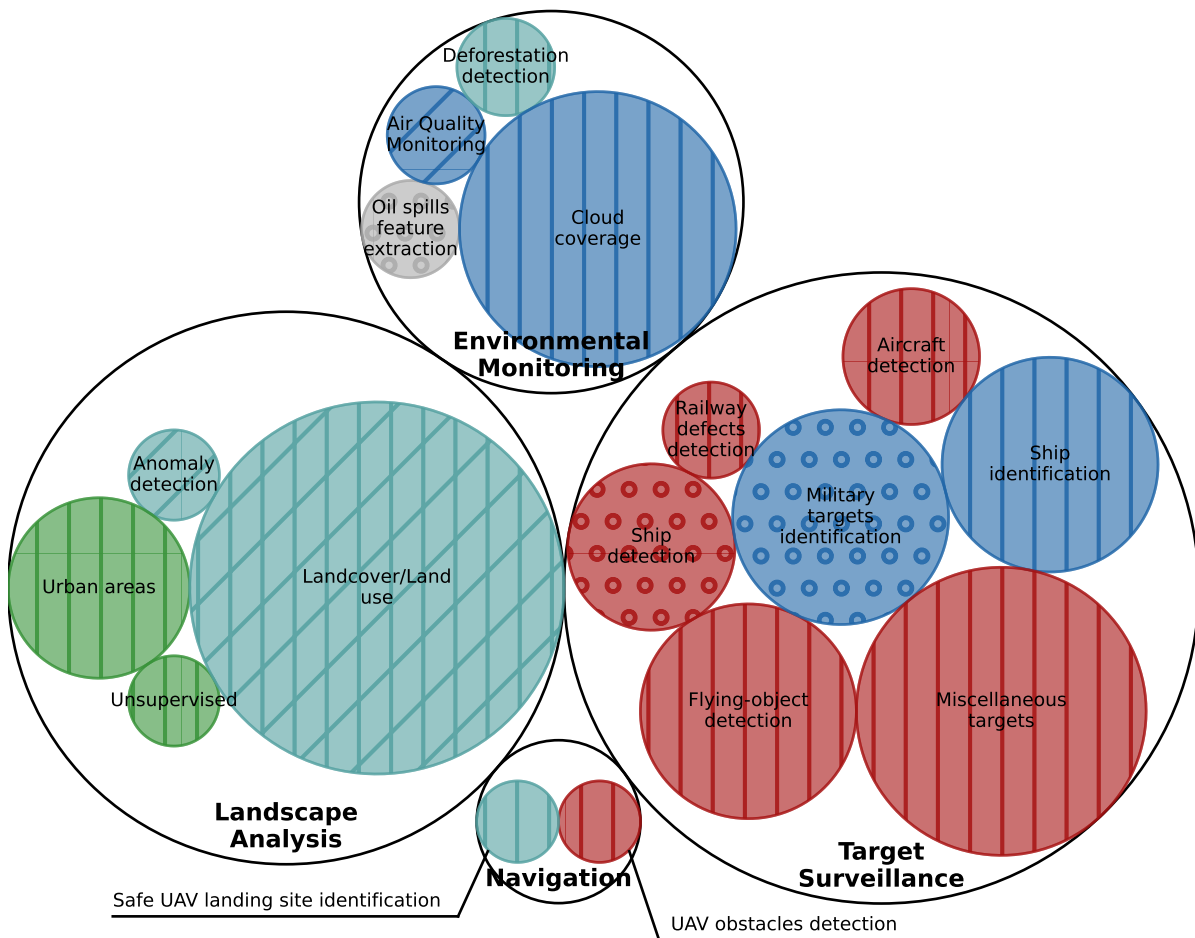 Deforestation
detection
Air Quality
Monitoring
Oil spills
feature
extraction
Cloud
coverage
Environmental
Monitoring
Anomaly
detection
Urban areas
Unsupervised
Landcover/Land
use
Landscape
Analysis
Aircraft
detection
Railway
defects
detection
Ship
identification
Military
targets
identification
Ship
detection
Flying-object
detection
Miscellaneous
targets
Target
Surveillance
Navigation
Safe UAV landing site identification
UAV obstacles detection